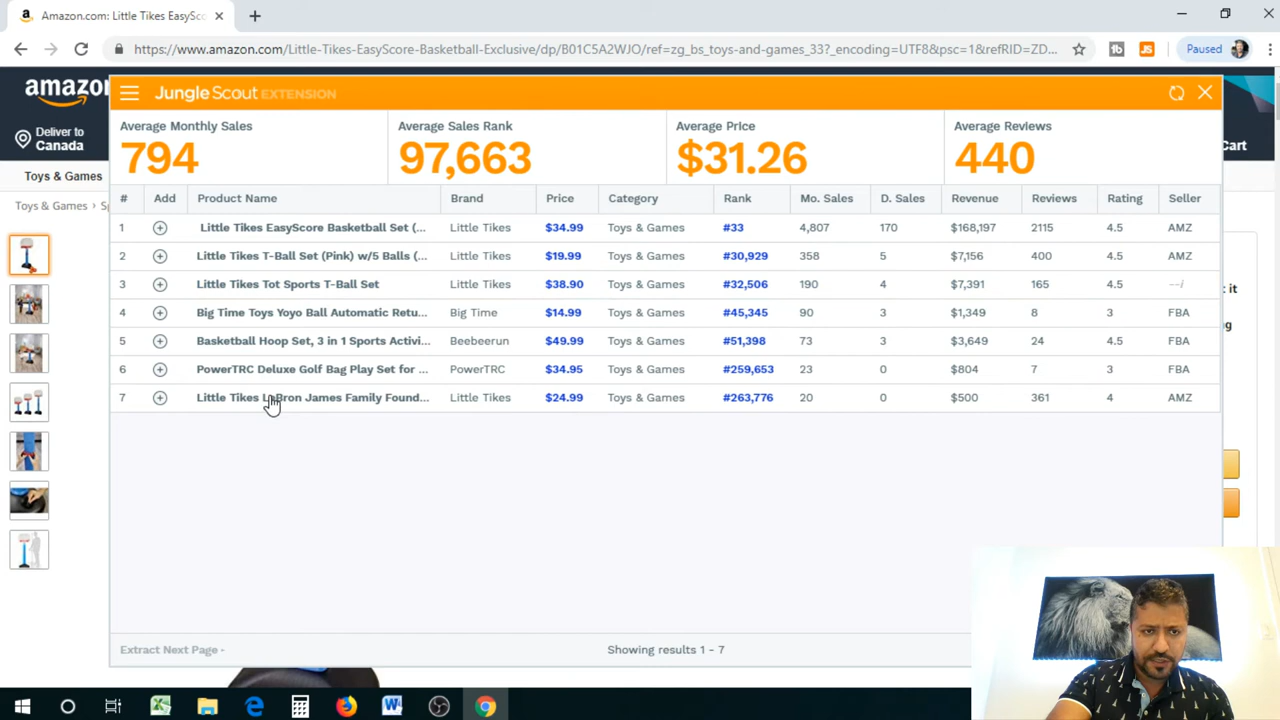 Amazon.com: Little Tikes EasySco
Paused
https://www.amazon.com/Little-Tikes-EasyScore-Basketball-Exclusive/dp/B01C5A2WJO/ref=zg_bs_toys-and-games_33?_encoding=UTF8&psc=1&refRID=ZD...
amazon
Jungle Scout EXTENSION
Deliver to
Canada
Cart
Toys & Games
Toys & Games › Sp
Average Monthly Sales
794
Average Sales Rank
97,663
Average Price
$31.26
Average Reviews
440
# Add Product Name Brand Price Category Rank Mo. Sales D. Sales Revenue Reviews Rating Seller
1 Little Tikes EasyScore Basketball Set (... Little Tikes $34.99 Toys & Games #33 4,807 170 $168,197 2115 4.5 AMZ
2 Little Tikes T-Ball Set (Pink) w/5 Balls (... Little Tikes $19.99 Toys & Games #30,929 358 5 $7,156 400 4.5 AMZ
3 Little Tikes Tot Sports T-Ball Set Little Tikes $38.90 Toys & Games #32,506 190 4 $7,391 165 4.5 --i
4 Big Time Toys Yoyo Ball Automatic Retu... Big Time $14.99 Toys & Games #45,345 90 3 $1,349 8 3 FBA
5 Basketball Hoop Set, 3 in 1 Sports Activi... Beebeerun $49.99 Toys & Games #51,398 73 3 $3,649 24 4.5 FBA
6 PowerTRC Deluxe Golf Bag Play Set for ... PowerTRC $34.95 Toys & Games #259,653 23 0 $804 7 3 FBA
7 Little Tikes LeBron James Family Found... Little Tikes $24.99 Toys & Games #263,776 20 0 $500 361 4 AMZ
t it
ng
Extract Next Page
Showing results 1 - 7